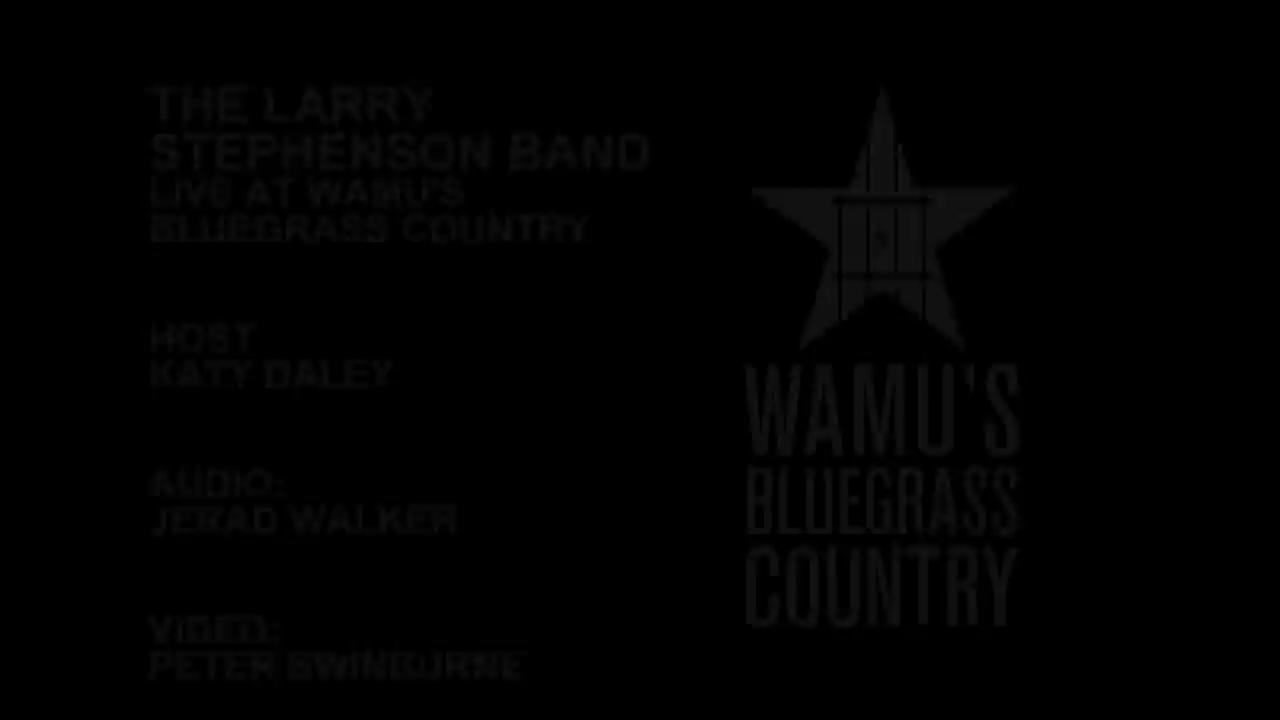 THE LARRY
STEPHENSON BAND
LIVE AT WAMU'S
BLUEGRASS COUNTRY
HOST
KATY DALEY
AUDIO:
JERAD WALKER
VIDEO:
PETER SWINBURNE
WAMU'S
BLUEGRASS
COUNTRY